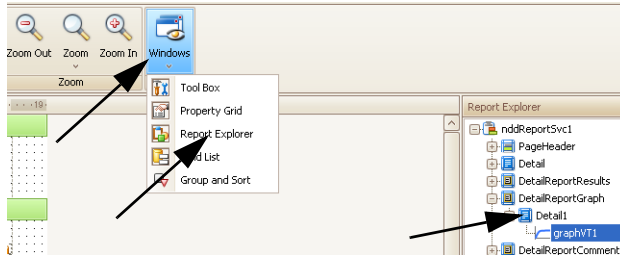 Zoom Out Zoom Zoom In Windows
Zoom
Tool Box
19
Property Grid
Report Explorer
Report Explorer
nddReportSvc1
PageHeader
List
Detail
Group and Sort
DetailReportResults
DetailReportGraph
Detail1
graphVT1
DetailReportComment